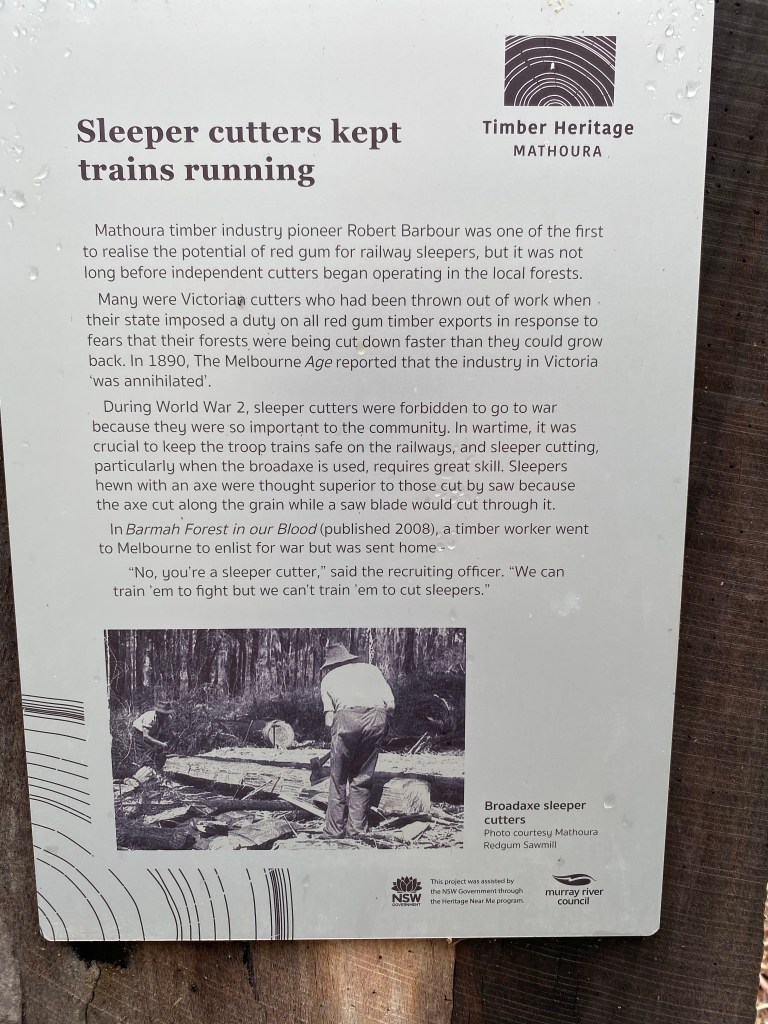 Timber Heritage
MATHOURA
Sleeper cutters kept
trains running
Mathoura timber industry pioneer Robert Barbour was one of the first
to realise the potential of red gum for railway sleepers, but it was not
long before independent cutters began operating in the local forests.
Many were Victorian cutters who had been thrown out of work when
their state imposed a duty on all red gum timber exports in response to
fears that their forests were being cut down faster than they could grow
back. In 1890, The Melbourne Age reported that the industry in Victoria
‘was annihilated’.
During World War 2, sleeper cutters were forbidden to go to war
because they were so important to the community. In wartime, it was
crucial to keep the troop trains safe on the railways, and sleeper cutting,
particularly when the broadaxe is used, requires great skill. Sleepers
hewn with an axe were thought superior to those cut by saw because
the axe cut along the grain while a saw blade would cut through it.
In Barmah Forest in our Blood (published 2008), a timber worker went
to Melbourne to enlist for war but was sent home -
“No, you’re a sleeper cutter,” said the recruiting officer. “We can
train ’em to fight but we can’t train ’em to cut sleepers.”
Broadaxe sleeper
cutters
Photo courtesy Mathoura
Redgum Sawmill
NSW
GOVERNMENT
This project was assisted by
the NSW Government through
the Heritage Near Me program.
murray river
council